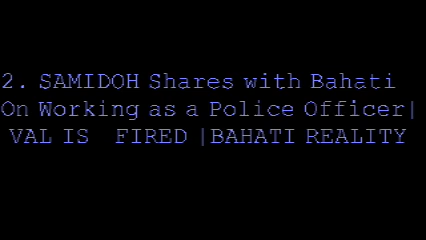 2. SAMIDOH Shares with Bahati
On Working as a Police Officer|
VAL IS FIRED |BAHATI REALITY